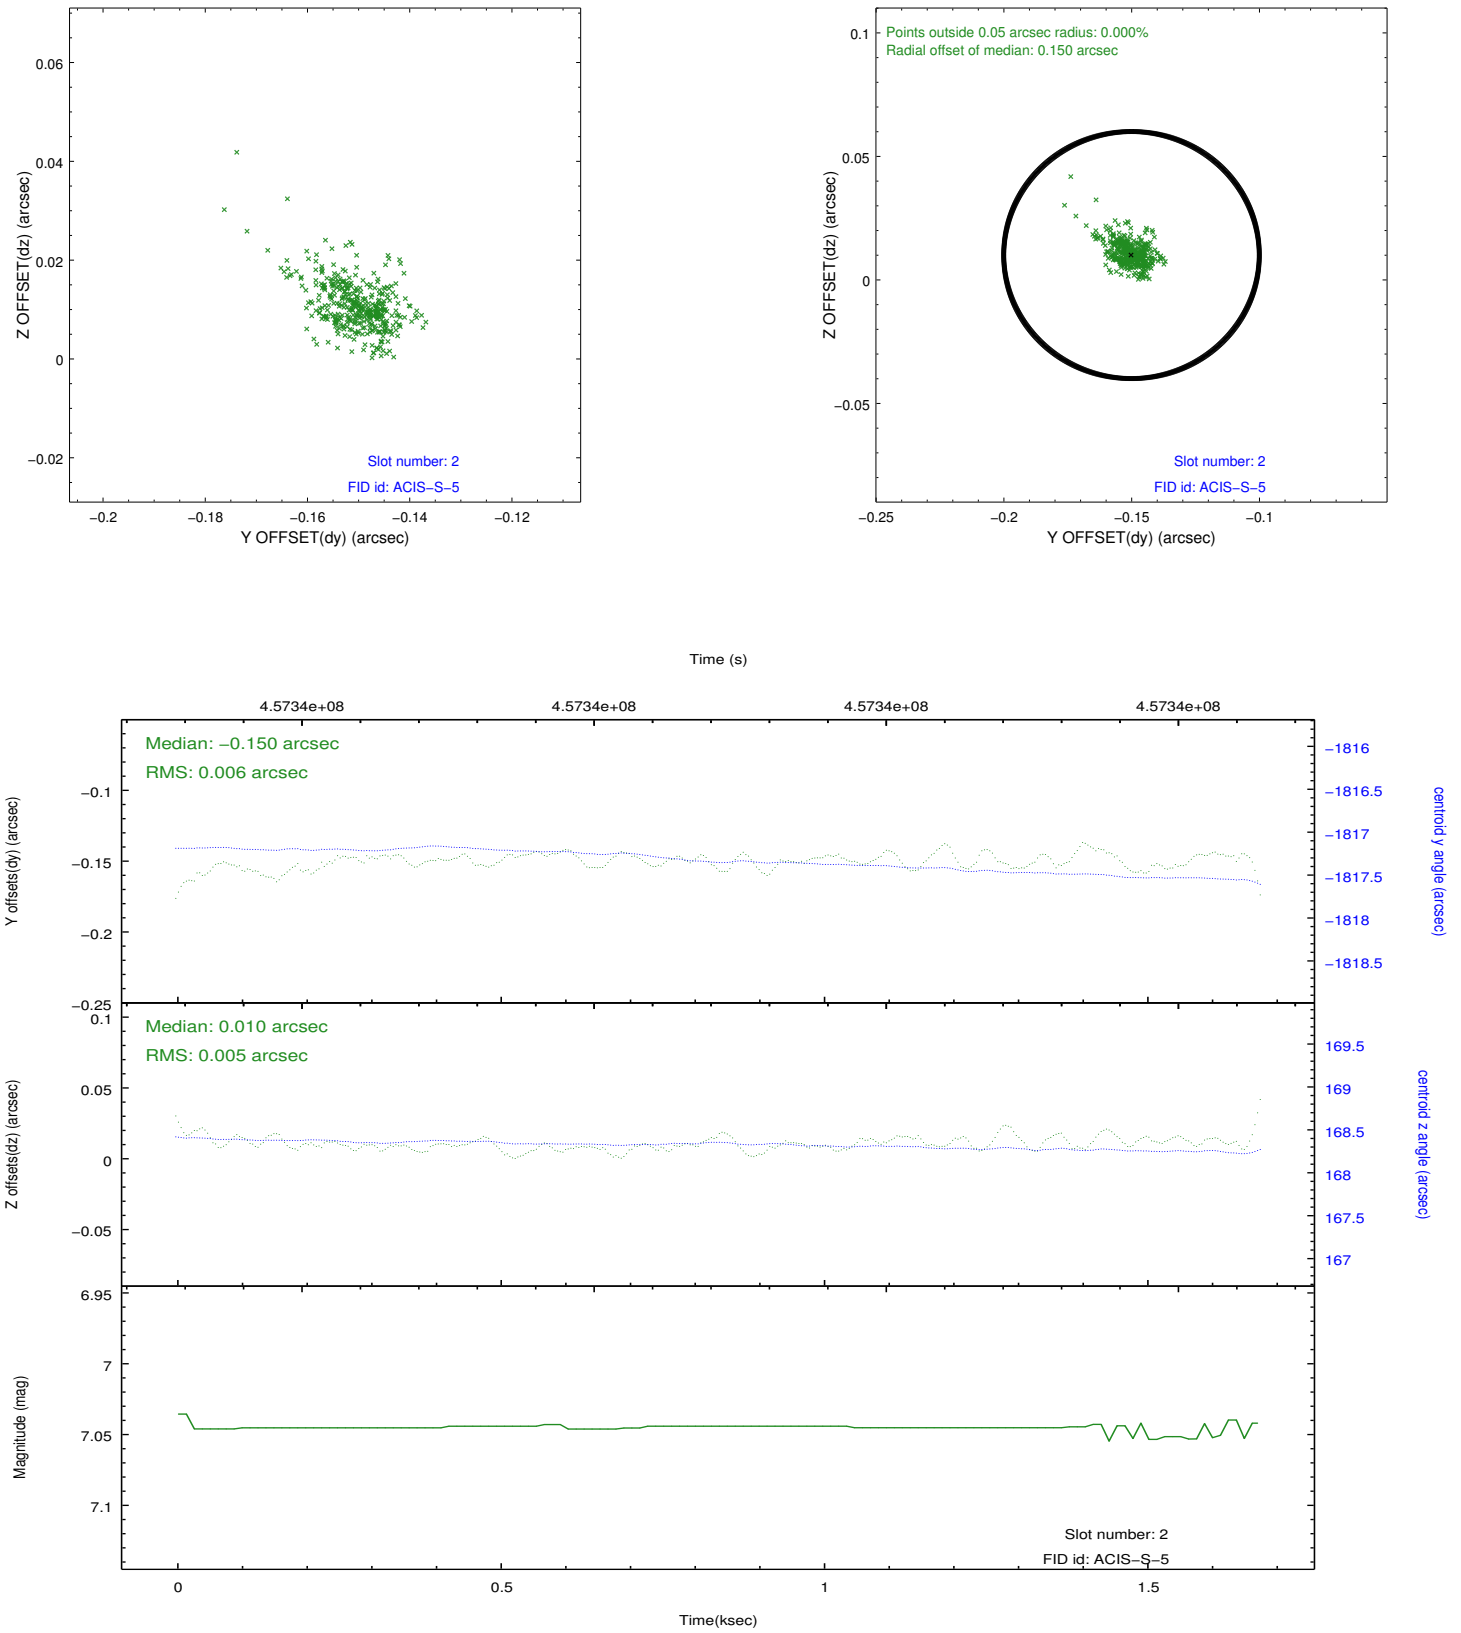 0.06
0.04
0.02
0
−0.02
Z OFFSET(dz) (arcsec)
Slot number: 2
FID id: ACIS−S−5
−0.2
−0.18
−0.16
−0.14
−0.12
Y OFFSET(dy) (arcsec)
Points outside 0.05 arcsec radius: 0.000%
Radial offset of median: 0.150 arcsec
0.1
0.05
0
−0.05
Z OFFSET(dz) (arcsec)
Slot number: 2
FID id: ACIS−S−5
−0.25
−0.2
−0.15
−0.1
Y OFFSET(dy) (arcsec)
Time (s)
4.5734e+08
4.5734e+08
4.5734e+08
4.5734e+08
Median: −0.150 arcsec
RMS: 0.006 arcsec
−0.1
−0.15
−0.2
−0.25
Y offsets(dy) (arcsec)
−1816
−1816.5
−1817
−1817.5
−1818
−1818.5
centroid y angle (arcsec)
Median: 0.010 arcsec
RMS: 0.005 arcsec
0.1
0.05
0
−0.05
Z offsets(dz) (arcsec)
169.5
169
168.5
168
167.5
167
centroid z angle (arcsec)
6.95
7
7.05
7.1
Magnitude (mag)
Slot number: 2
FID id: ACIS−S−5
0
0.5
1
1.5
Time(ksec)